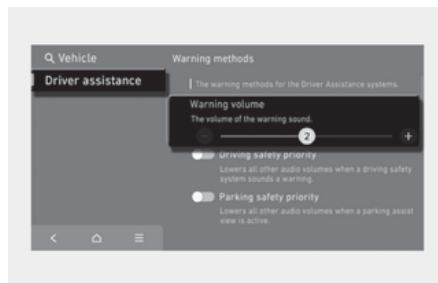 Vehicle
Warning methods
Driver assistance
The warning methods for the Driver Assistance systems.
Warning volume
The volume of the warning sound.
2
Driving safety priority
Lowers all other audio volumes when a driving safety
system sounds a warning.
Parking safety priority
Lowers all other audio volumes when a parking assist
view is active.